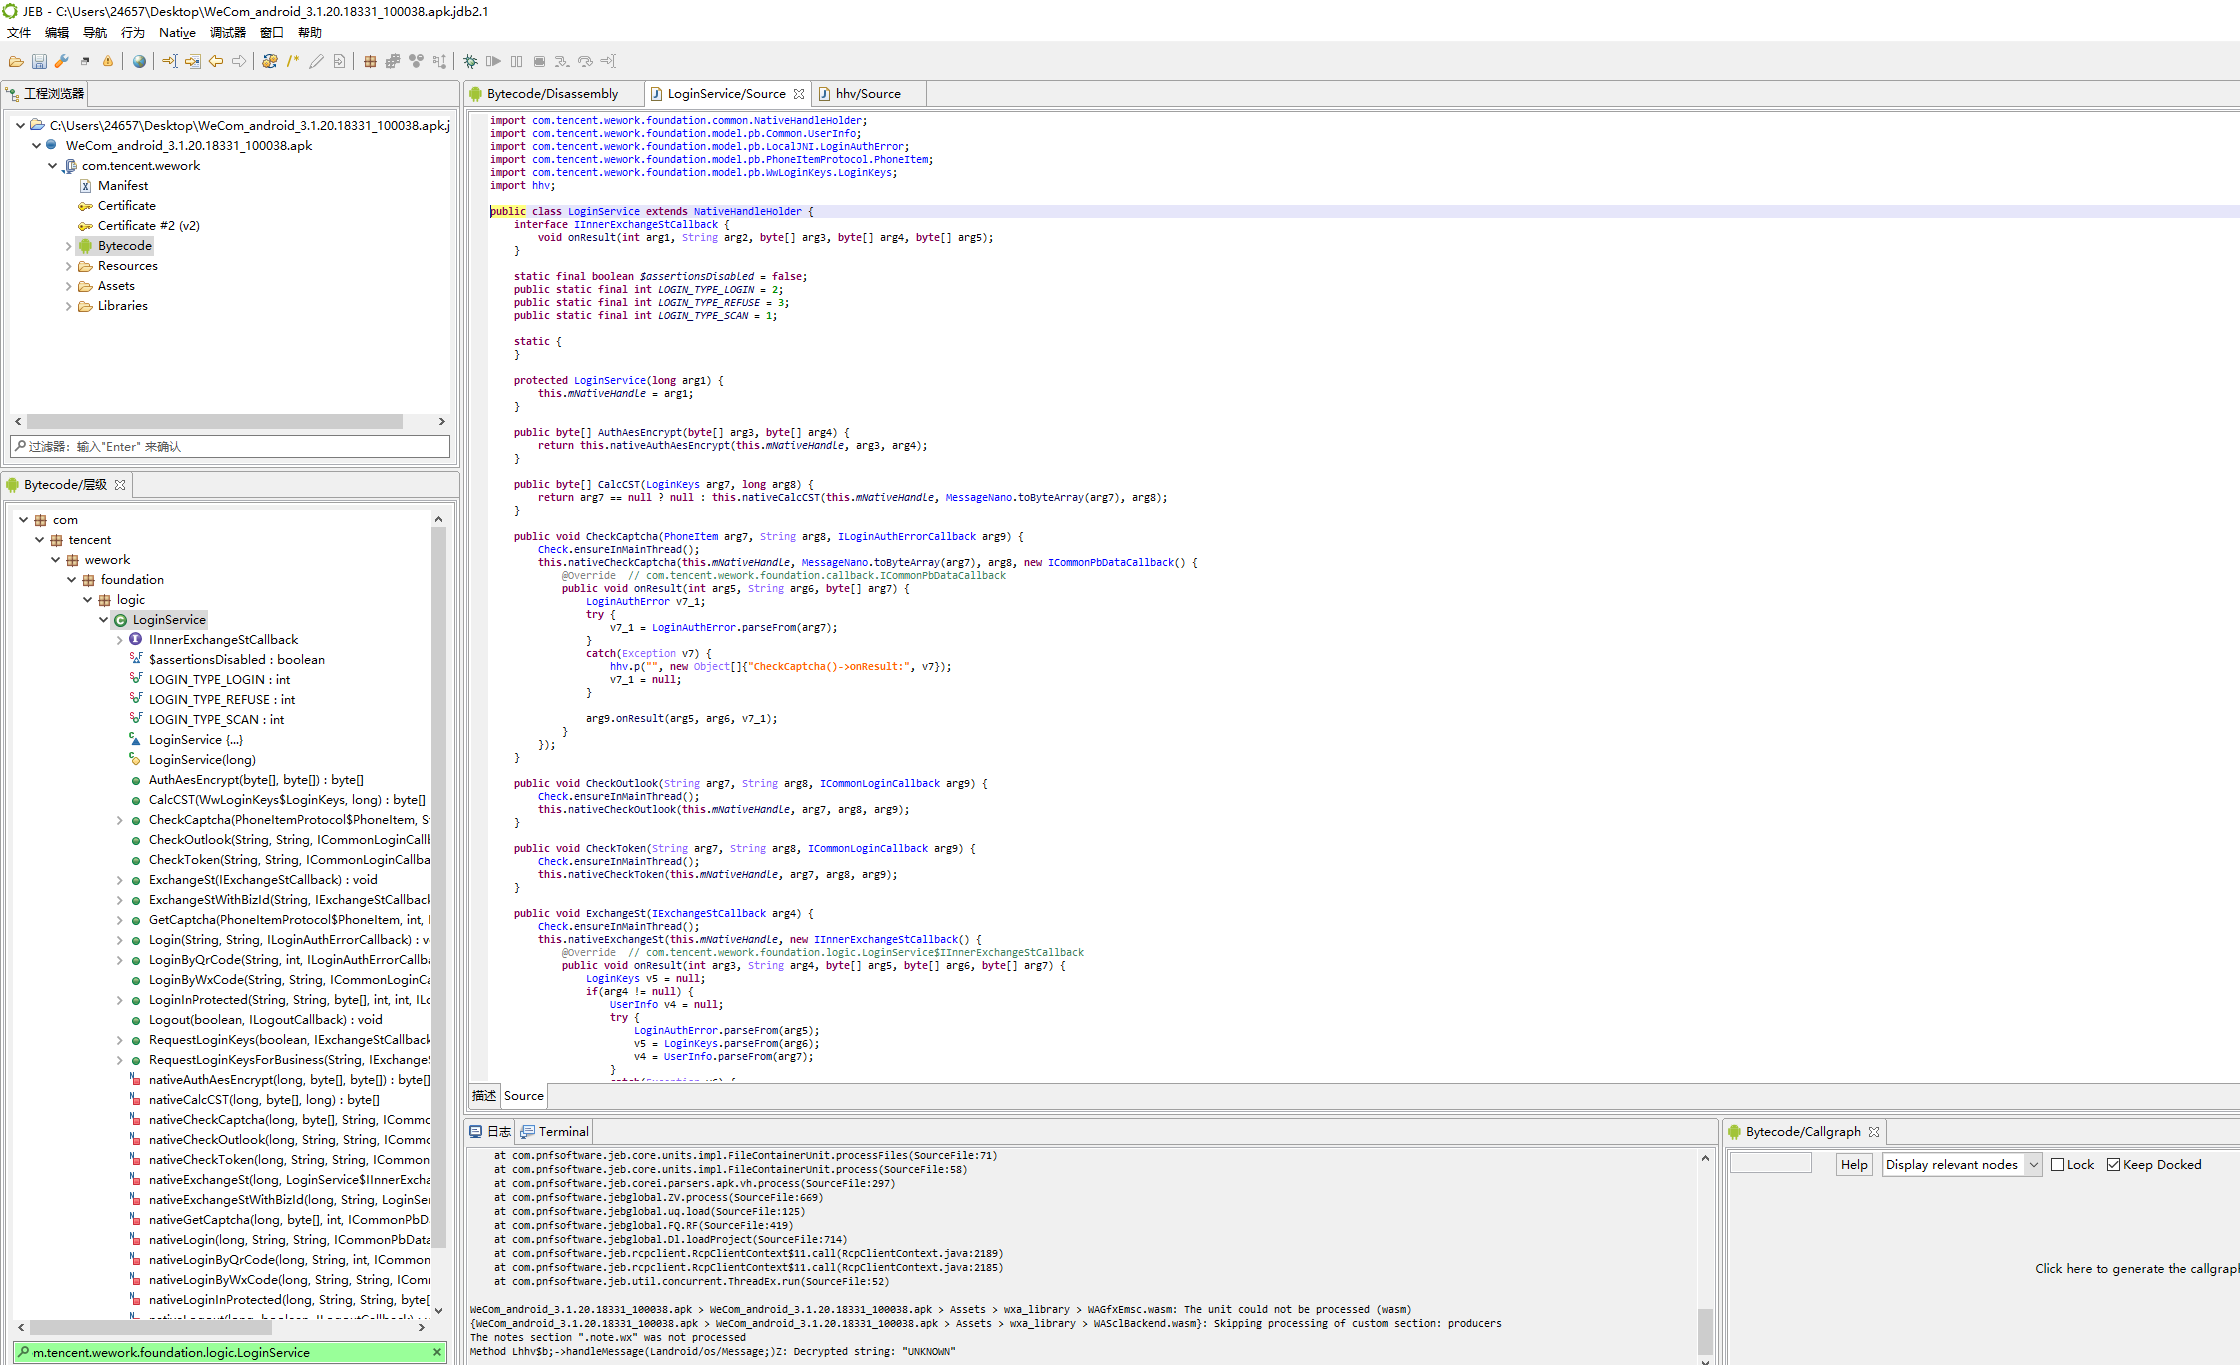 JEB - C:\Users\24657\Desktop\WeCom_android_3.1.20.18331_100038.apk.jdb2.1
文件 编辑 导航 行为 Native 调试器 窗口 帮助
工程浏览器
C:\Users\24657\Desktop\WeCom_android_3.1.20.18331_100038.apk.j
WeCom_android_3.1.20.18331_100038.apk
com.tencent.wework
Manifest
Certificate
Certificate #2 (v2)
Bytecode
Resources
Assets
Libraries
过滤器: 输入"Enter" 来确认
Bytecode/层级
com
tencent
wework
foundation
logic
LoginService
IInnerExchangeStCallback
$assertionsDisabled : boolean
LOGIN_TYPE_LOGIN : int
LOGIN_TYPE_REFUSE : int
LOGIN_TYPE_SCAN : int
LoginService {...}
LoginService(long)
AuthAesEncrypt(byte[], byte[]) : byte[]
CalcCST(WwLoginKeys$LoginKeys, long) : byte[]
CheckCaptcha(PhoneItemProtocol$PhoneItem, S
CheckOutlook(String, String, ICommonLoginCall
CheckToken(String, String, ICommonLoginCallba
ExchangeSt(IExchangeStCallback) : void
ExchangeStWithBizId(String, IExchangeStCallback
GetCaptcha(PhoneItemProtocol$PhoneItem, int, I
Login(String, String, ILoginAuthErrorCallback) : v
LoginByQrCode(String, int, ILoginAuthErrorCallba
LoginByWxCode(String, String, ICommonLoginCa
LoginInProtected(String, String, byte[], int, int, ILo
Logout(boolean, ILogoutCallback) : void
RequestLoginKeys(boolean, IExchangeStCallback
RequestLoginKeysForBusiness(String, IExchangeS
nativeAuthAesEncrypt(long, byte[], byte[]) : byte[]
nativeCalcCST(long, byte[], long) : byte[]
nativeCheckCaptcha(long, byte[], String, ICommo
nativeCheckOutlook(long, String, String, ICommo
nativeCheckToken(long, String, String, ICommon
nativeExchangeSt(long, LoginService$IInnerExcha
nativeExchangeStWithBizId(long, String, LoginSer
nativeGetCaptcha(long, byte[], int, ICommonPbD
nativeLogin(long, String, String, ICommonPbData
nativeLoginByQrCode(long, String, int, ICommon
nativeLoginByWxCode(long, String, String, IComm
nativeLoginInProtected(long, String, String, byte[
m.tencent.wework.foundation.logic.LoginService
Bytecode/Disassembly LoginService/Source hhv/Source
import com.tencent.wework.foundation.common.NativeHandleHolder;
import com.tencent.wework.foundation.model.pb.Common.UserInfo;
import com.tencent.wework.foundation.model.pb.LocalJNI.LoginAuthError;
import com.tencent.wework.foundation.model.pb.PhoneItemProtocol.PhoneItem;
import com.tencent.wework.foundation.model.pb.WwLoginKeys.LoginKeys;
import hhv;
public class LoginService extends NativeHandleHolder {
interface IInnerExchangeStCallback {
void onResult(int arg1, String arg2, byte[] arg3, byte[] arg4, byte[] arg5);
}
static final boolean $assertionsDisabled = false;
public static final int LOGIN_TYPE_LOGIN = 2;
public static final int LOGIN_TYPE_REFUSE = 3;
public static final int LOGIN_TYPE_SCAN = 1;
static {
}
protected LoginService(long arg1) {
this.mNativeHandle = arg1;
}
public byte[] AuthAesEncrypt(byte[] arg3, byte[] arg4) {
return this.nativeAuthAesEncrypt(this.mNativeHandle, arg3, arg4);
}
public byte[] CalcCST(LoginKeys arg7, long arg8) {
return arg7 == null ? null : this.nativeCalcCST(this.mNativeHandle, MessageNano.toByteArray(arg7), arg8);
}
public void CheckCaptcha(PhoneItem arg7, String arg8, ILoginAuthErrorCallback arg9) {
Check.ensureInMainThread();
this.nativeCheckCaptcha(this.mNativeHandle, MessageNano.toByteArray(arg7), arg8, new ICommonPbDataCallback() {
@Override // com.tencent.wework.foundation.callback.ICommonPbDataCallback
public void onResult(int arg5, String arg6, byte[] arg7) {
LoginAuthError v7_1;
try {
v7_1 = LoginAuthError.parseFrom(arg7);
}
catch(Exception v7) {
hhv.p("", new Object[]{"CheckCaptcha()->onResult:", v7});
v7_1 = null;
}
arg9.onResult(arg5, arg6, v7_1);
}
});
}
public void CheckOutlook(String arg7, String arg8, ICommonLoginCallback arg9) {
Check.ensureInMainThread();
this.nativeCheckOutlook(this.mNativeHandle, arg7, arg8, arg9);
}
public void CheckToken(String arg7, String arg8, ICommonLoginCallback arg9) {
Check.ensureInMainThread();
this.nativeCheckToken(this.mNativeHandle, arg7, arg8, arg9);
}
public void ExchangeSt(IExchangeStCallback arg4) {
Check.ensureInMainThread();
this.nativeExchangeSt(this.mNativeHandle, new IInnerExchangeStCallback() {
@Override // com.tencent.wework.foundation.logic.LoginService$IInnerExchangeStCallback
public void onResult(int arg3, String arg4, byte[] arg5, byte[] arg6, byte[] arg7) {
LoginKeys v5 = null;
if(arg4 != null) {
UserInfo v4 = null;
try {
LoginAuthError.parseFrom(arg5);
v5 = LoginKeys.parseFrom(arg6);
v4 = UserInfo.parseFrom(arg7);
}
描述 Source
日志 Terminal
at com.pnfsoftware.jeb.core.units.impl.FileContainerUnit.processFiles(SourceFile:71)
at com.pnfsoftware.jeb.core.units.impl.FileContainerUnit.process(SourceFile:58)
at com.pnfsoftware.jeb.corei.parsers.apk.vh.process(SourceFile:297)
at com.pnfsoftware.jebglobal.ZV.process(SourceFile:669)
at com.pnfsoftware.jebglobal.uq.load(SourceFile:125)
at com.pnfsoftware.jebglobal.FQ.RF(SourceFile:419)
at com.pnfsoftware.jebglobal.Dl.loadProject(SourceFile:714)
at com.pnfsoftware.jeb.rcpclient.RcpClientContext$11.call(RcpClientContext.java:2189)
at com.pnfsoftware.jeb.rcpclient.RcpClientContext$11.call(RcpClientContext.java:2185)
at com.pnfsoftware.jeb.util.concurrent.ThreadEx.run(SourceFile:52)
WeCom_android_3.1.20.18331_100038.apk > WeCom_android_3.1.20.18331_100038.apk > Assets > wxa_library > WAGfxEmsc.wasm: The unit could not be processed (wasm)
{WeCom_android_3.1.20.18331_100038.apk > WeCom_android_3.1.20.18331_100038.apk > Assets > wxa_library > WASclBackend.wasm}: Skipping processing of custom section: producers
The notes section ".note.wx" was not processed
Method Lhhv$b;->handleMessage(Landroid/os/Message;)Z: Decrypted string: "UNKNOWN"
Bytecode/Callgraph
Help Display relevant nodes Lock Keep Docked
Click here to generate the callgraph